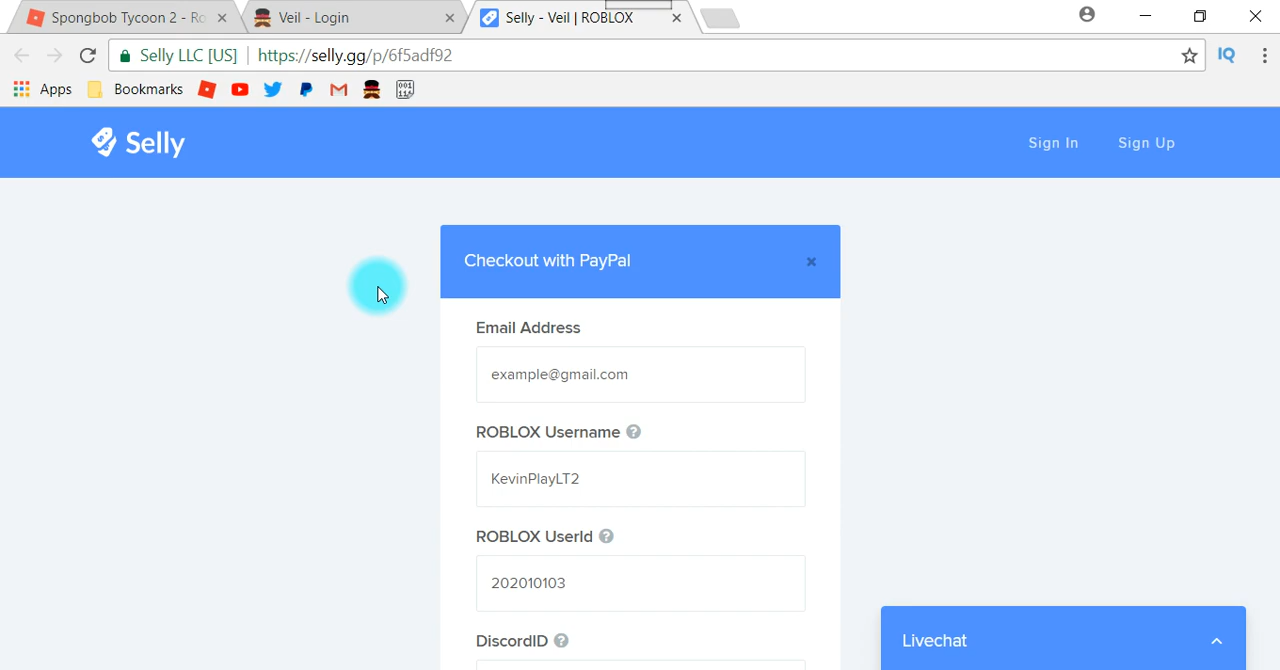 Spongbob Tycoon 2 - Ro
Veil - Login
Selly - Veil | ROBLOX
Selly LLC [US]
https://selly.gg/p/6f5adf92
IQ
Apps
Bookmarks
Selly
Sign In
Sign Up
Checkout with PayPal
Email Address
example@gmail.com
ROBLOX Username
KevinPlayLT2
ROBLOX UserId
202010103
DiscordID
Livechat